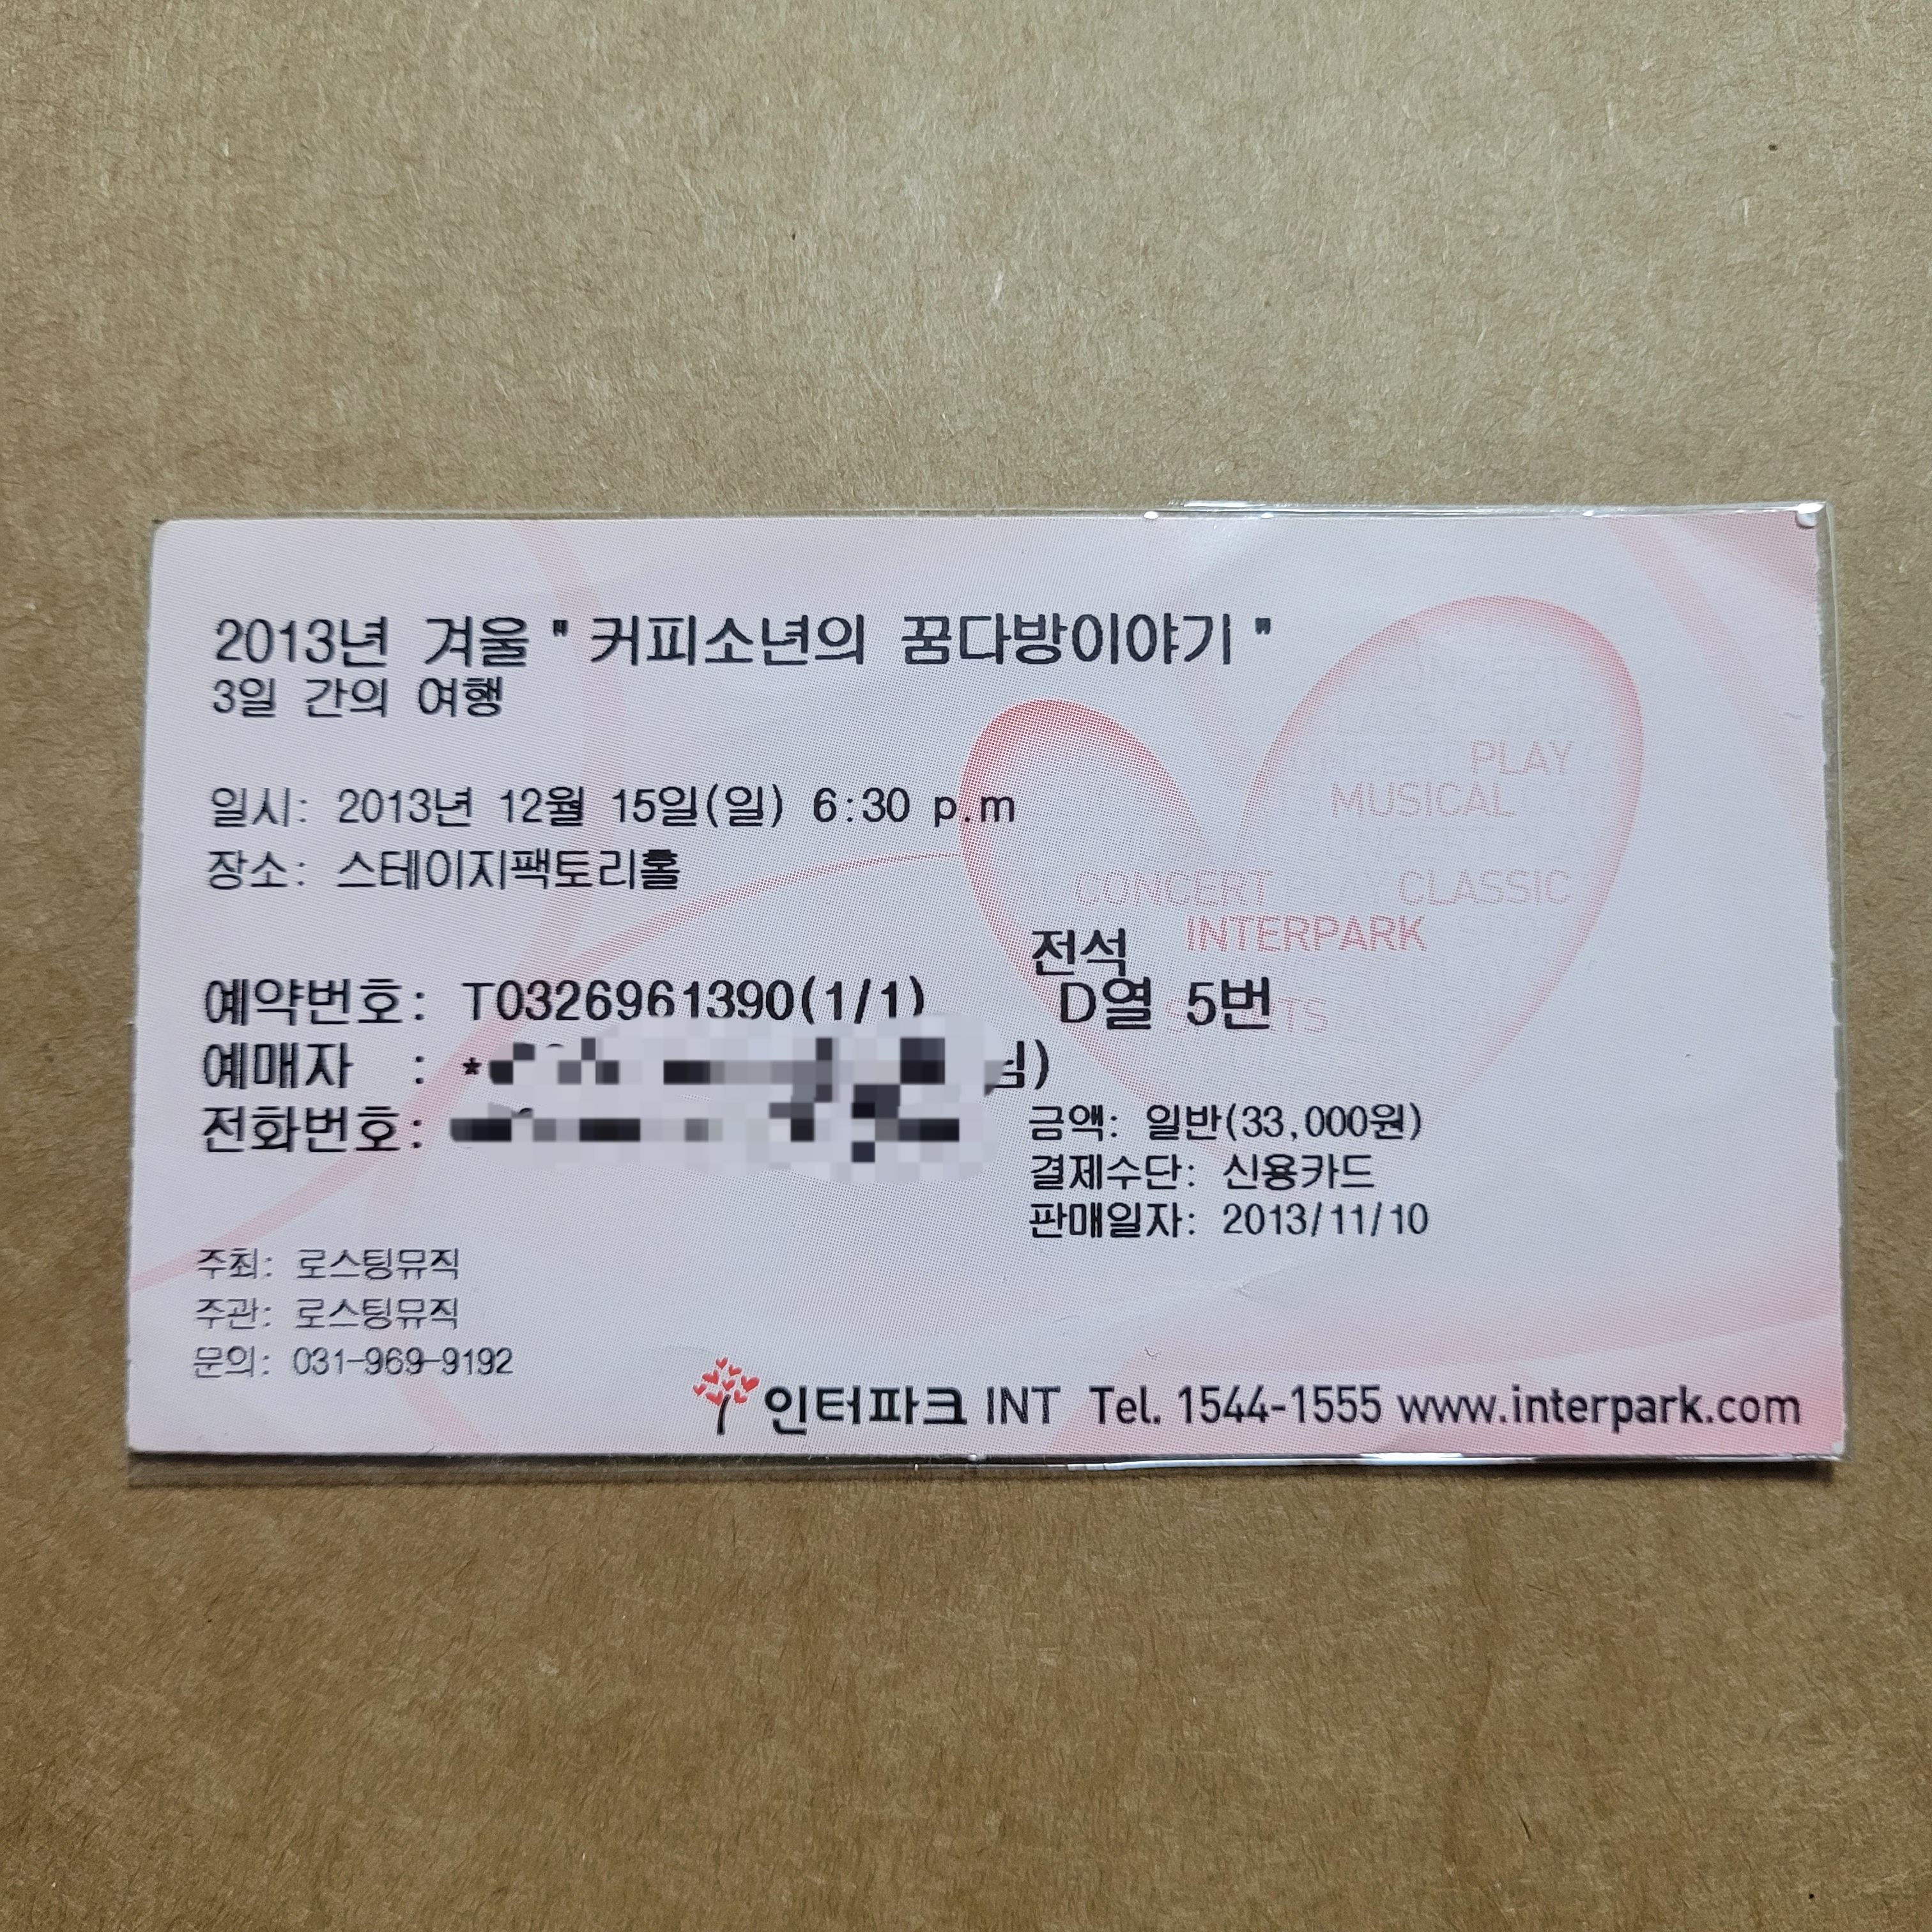 2013년 겨울 " 커피소년의 꿈다방이야기 "
3일 간의 여행
일시: 2013년 12월 15일(일) 6:30 p.m
장소: 스테이지팩토리홀
PLAY
MUSICAL
CONCERT CLASSIC
INTERPARK
전석
예약번호: T0326961390(1/1) D열 5번
예매자 : * 님)
전화번호:
금액: 일반(33,000원)
결제수단: 신용카드
판매일자: 2013/11/10
주최: 로스팅뮤직
주관: 로스팅뮤직
문의: 031-969-9192
인터파크 INT Tel. 1544-1555 www.interpark.com